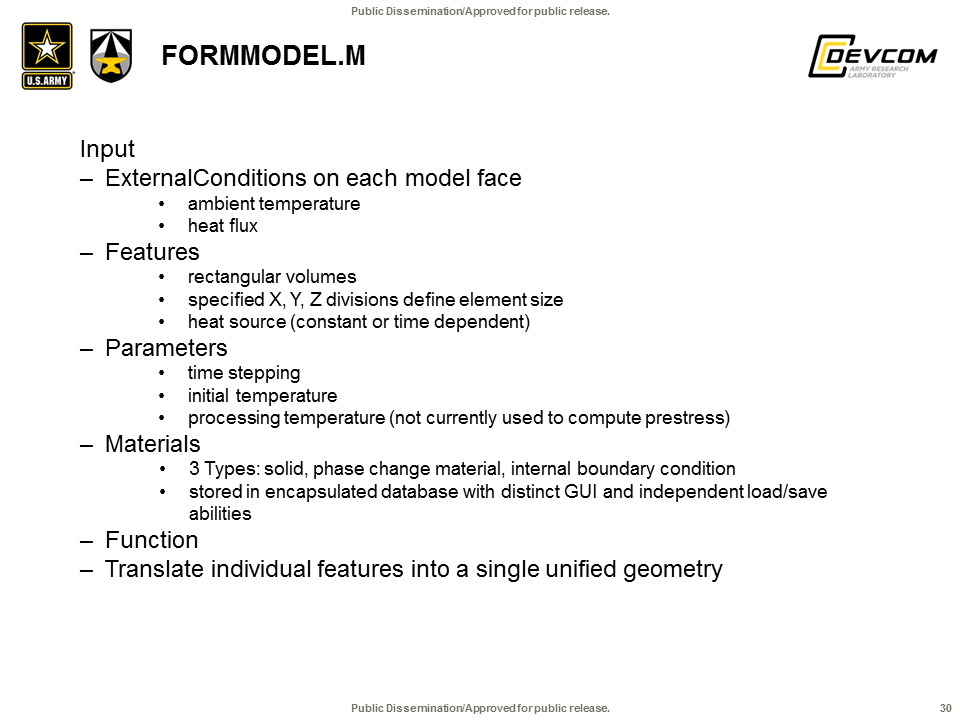 Public Dissemination/Approved for public release.
U.S.ARMY
FORMMODEL.M
DEVCOM
ARMY RESEARCH
LABORATORY
Input
– ExternalConditions on each model face
• ambient temperature
• heat flux
– Features
• rectangular volumes
• specified X, Y, Z divisions define element size
• heat source (constant or time dependent)
– Parameters
• time stepping
• initial temperature
• processing temperature (not currently used to compute prestress)
– Materials
• 3 Types: solid, phase change material, internal boundary condition
• stored in encapsulated database with distinct GUI and independent load/save
abilities
– Function
– Translate individual features into a single unified geometry
Public Dissemination/Approved for public release.
30